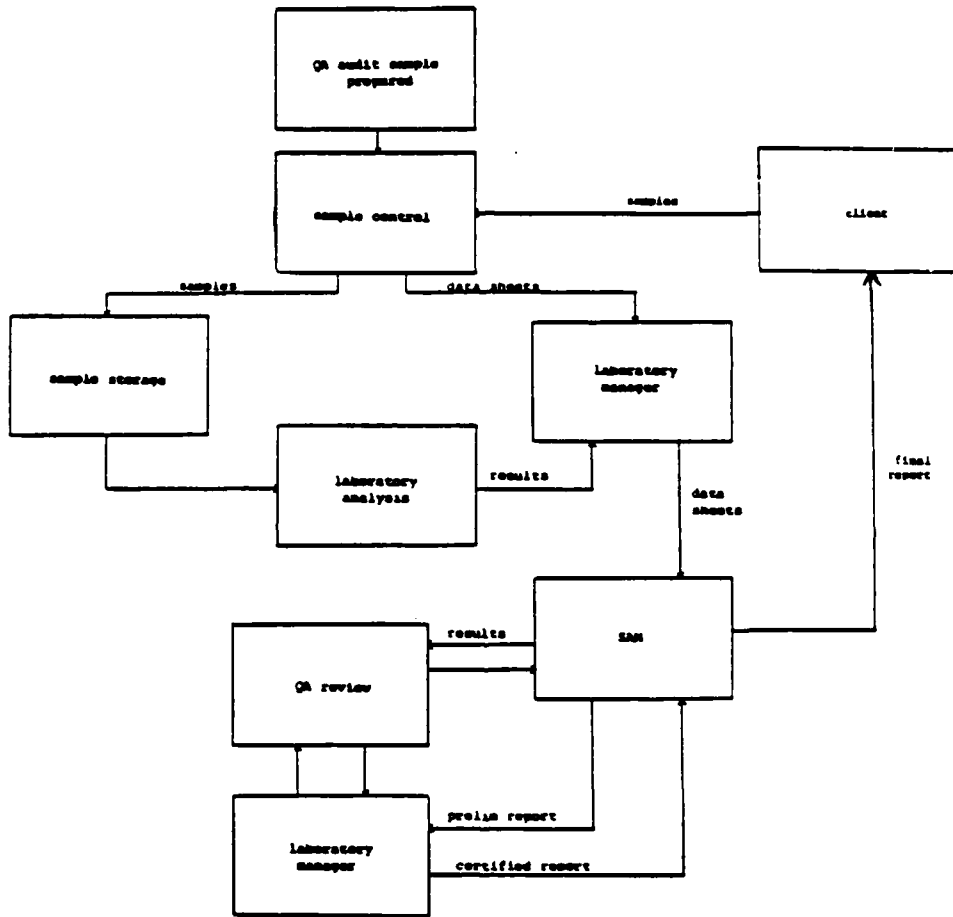 QA audit sample
prepared
samples
sample control
client
samples
data sheets
sample storage
laboratory
manager
laboratory
analysis
results
final
report
data
sheets
results
SAM
QA review
prelim report
laboratory
manager
certified report